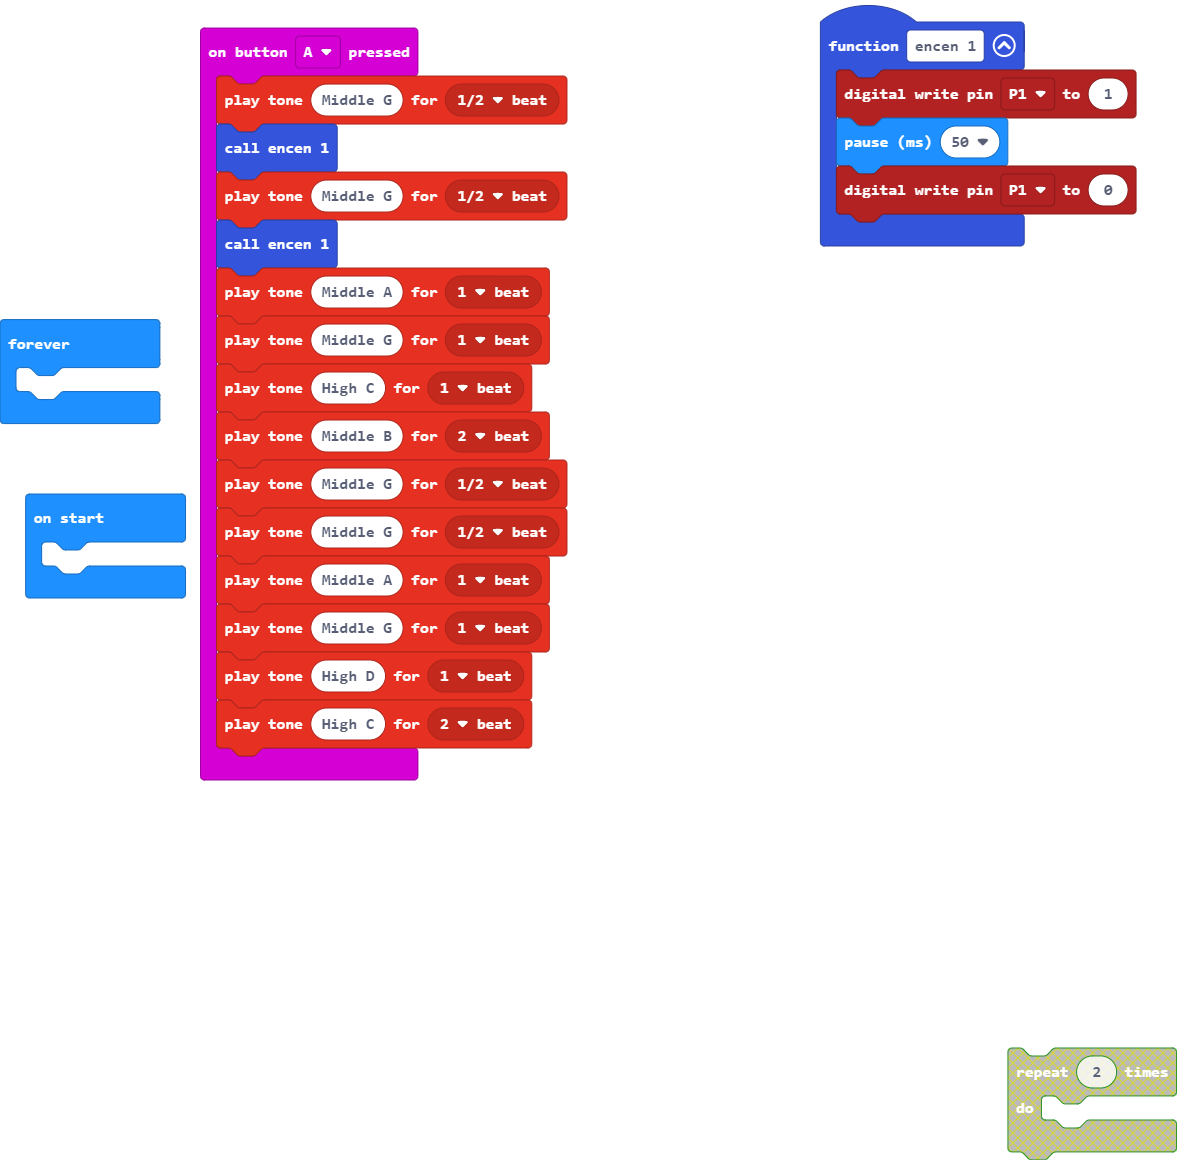 on button A pressed
play tone Middle G for 1/2 beat
call encen 1
play tone Middle G for 1/2 beat
call encen 1
play tone Middle A for 1 beat
play tone Middle G for 1 beat
play tone High C for 1 beat
play tone Middle B for 2 beat
play tone Middle G for 1/2 beat
play tone Middle G for 1/2 beat
play tone Middle A for 1 beat
play tone Middle G for 1 beat
play tone High D for 1 beat
play tone High C for 2 beat
function encen 1
digital write pin P1 to 1
pause (ms) 50
digital write pin P1 to 0
forever
on start
repeat 2 times
do